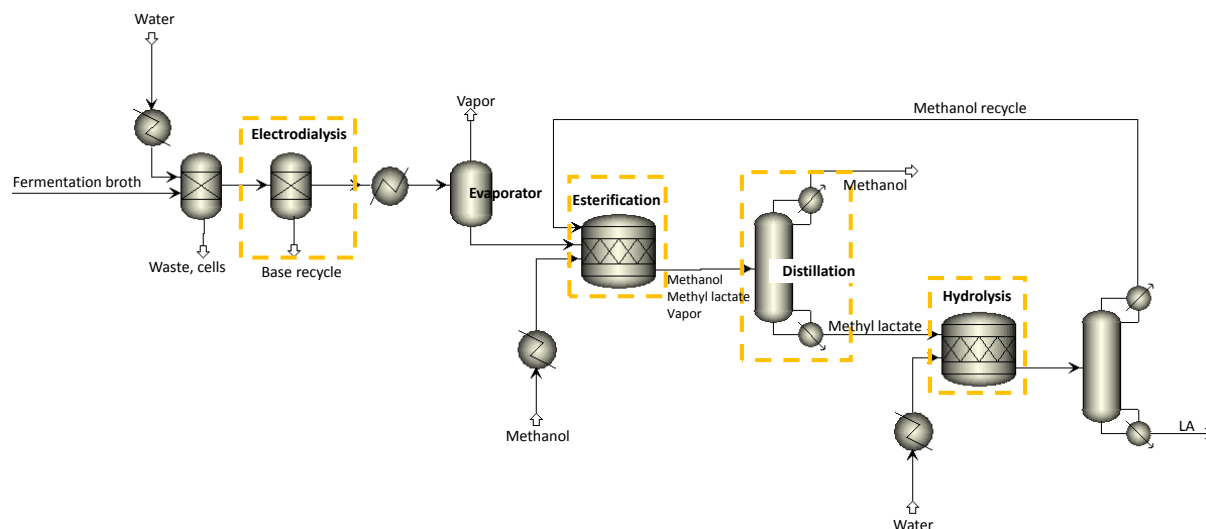 Water
Vapor
Methanol recycle
Electrodialysis
Fermentation broth
Evaporator
Esterification
Methanol
Waste, cells
Base recycle
Methanol
Methyl lactate
Vapor
Distillation
Hydrolysis
Methyl lactate
Methanol
LA
Water